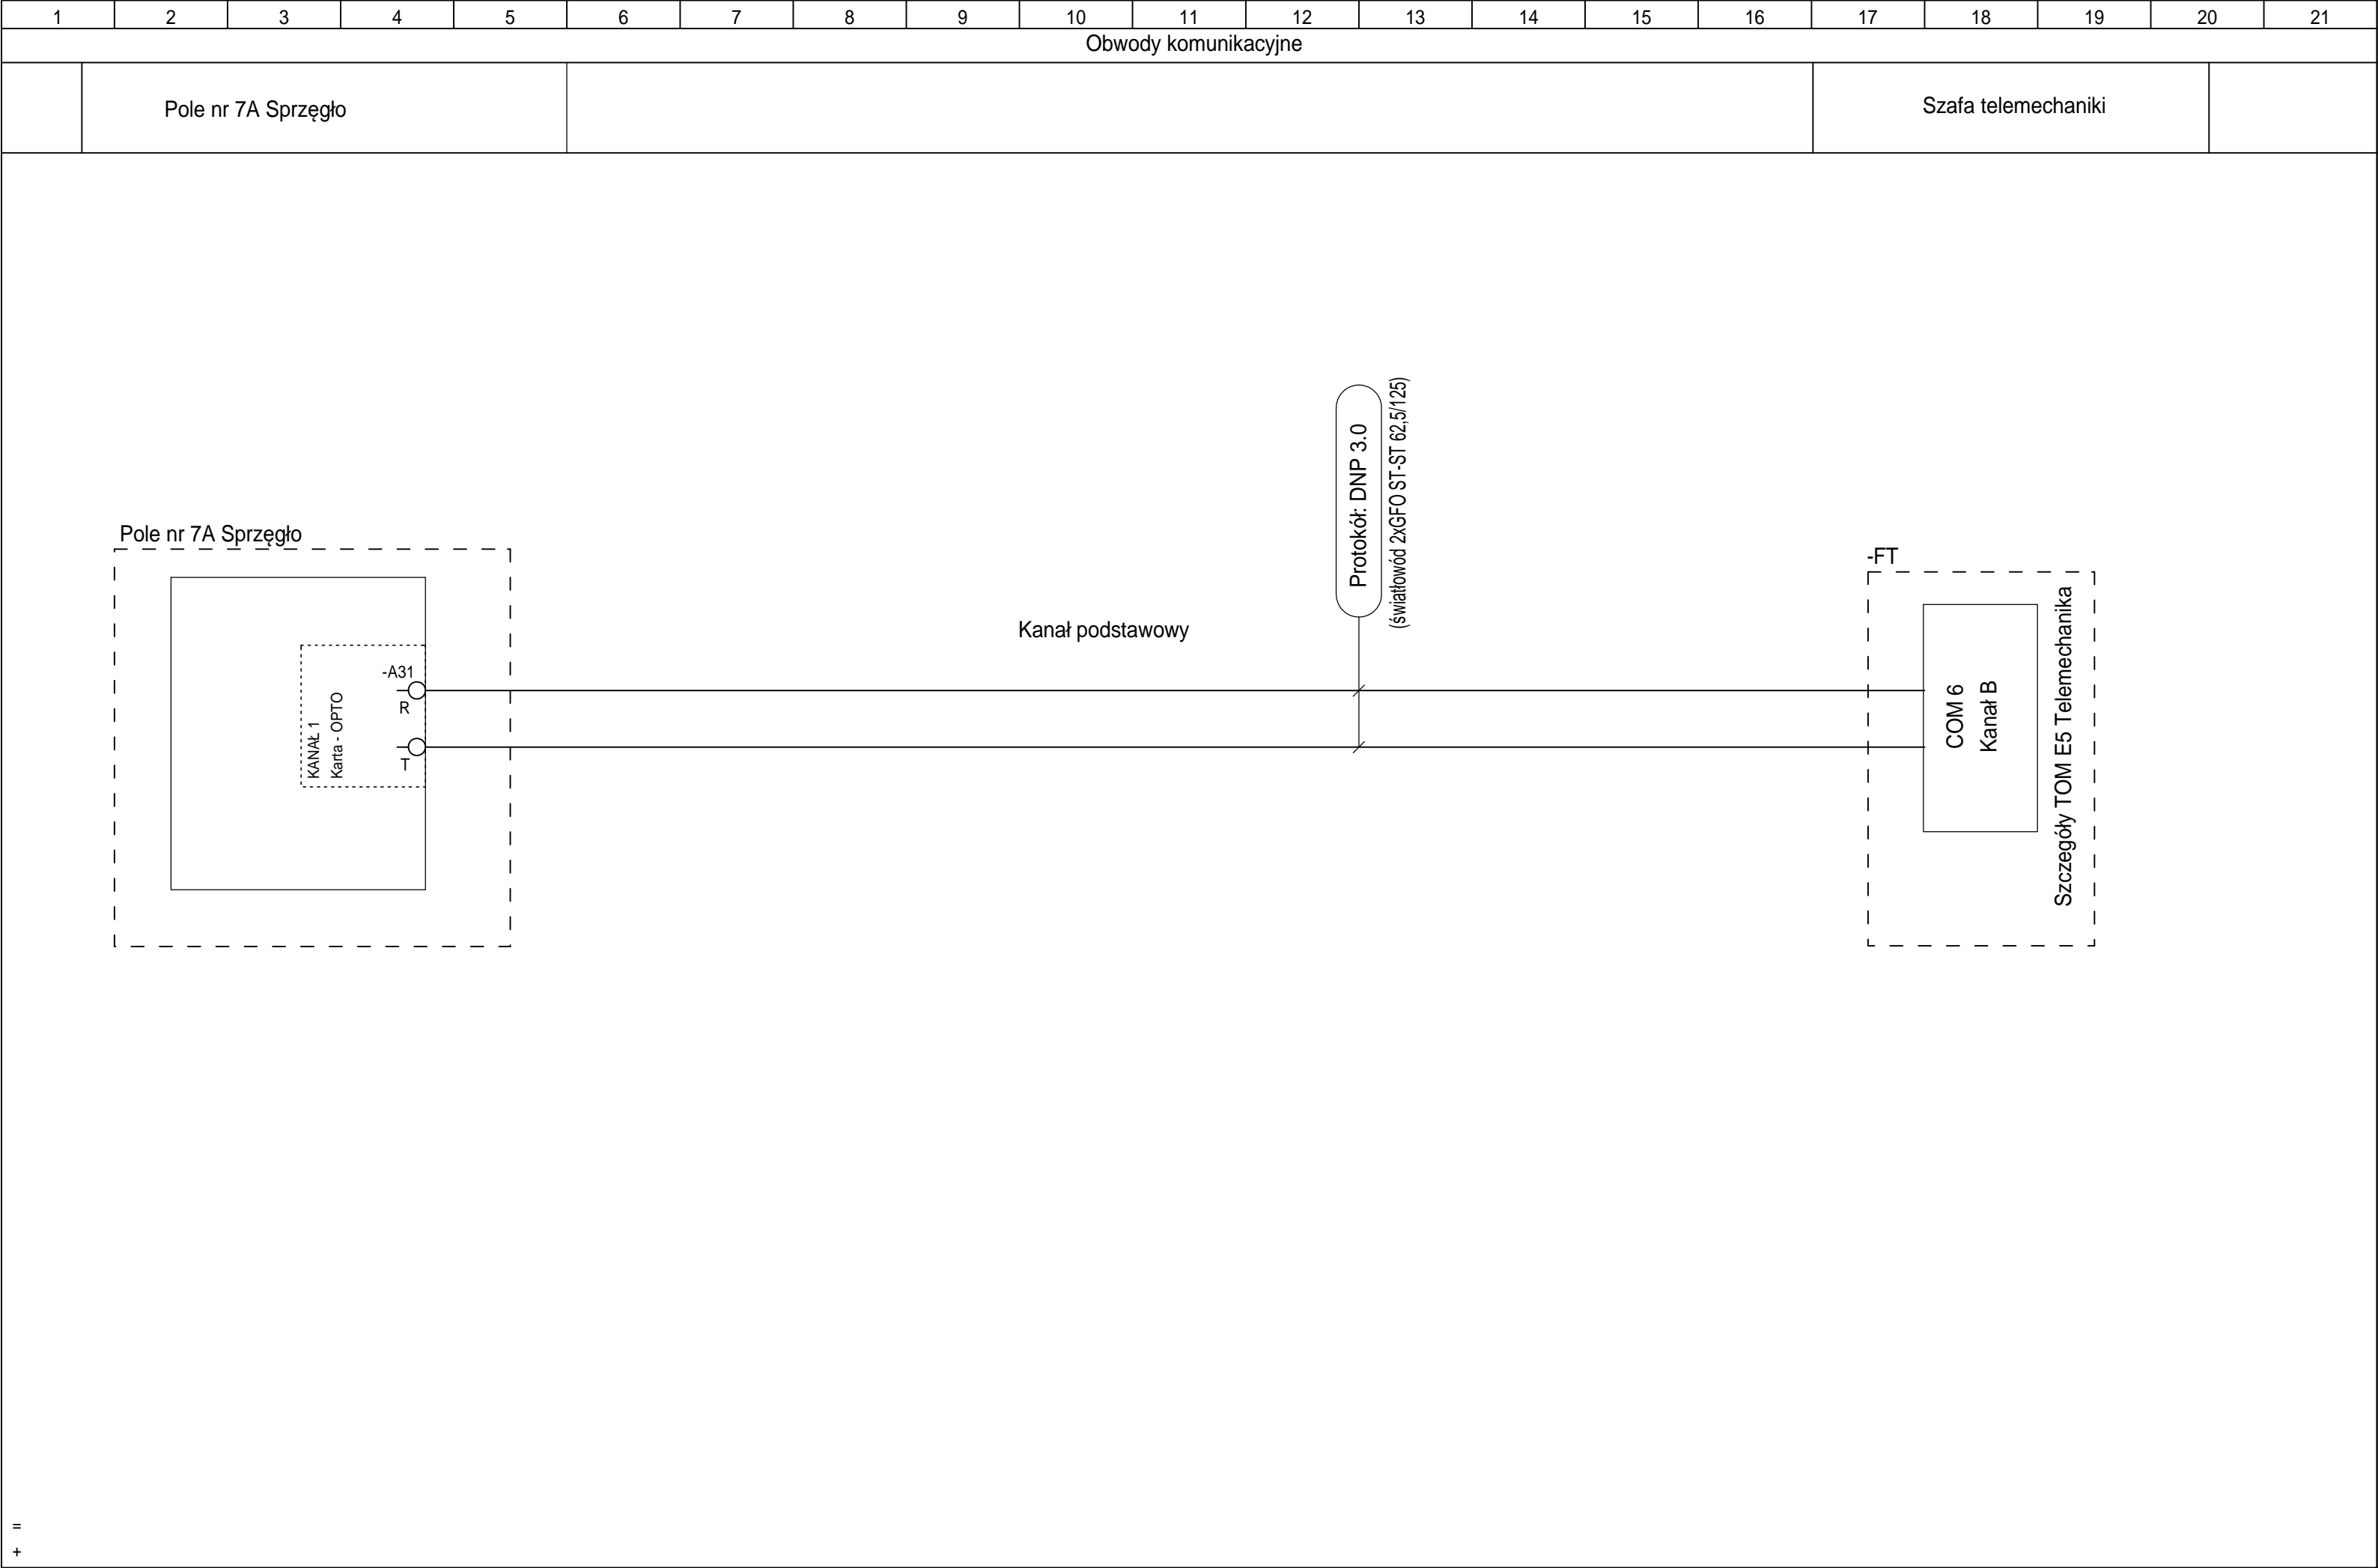 1 2 3 4 5 6 7 8 9 10 11 12 13 14 15 16 17 18 19 20 21
Obwody komunikacyjne
Pole nr 7A Sprzęgło
Szafa telemechaniki
Protokół: DNP 3.0
(światłowód 2xGFO ST-ST 62,5/125)
Pole nr 7A Sprzęgło
-FT
Kanał podstawowy
-A31
R
T
KANAŁ 1
Karta - OPTO
COM 6
Kanał B
Szczegóły TOM E5 Telemechanika
=
+